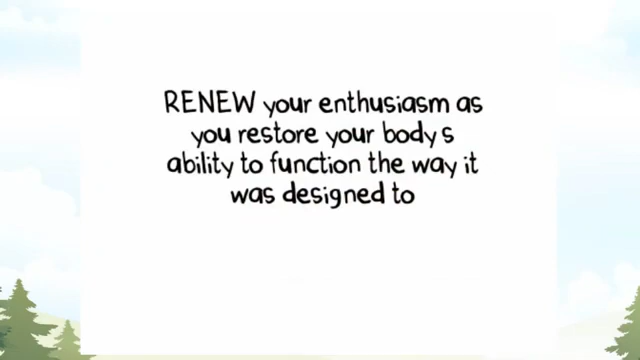 RENEW your enthusiasm as
you restore your body s
ability to function the way it
was designed to